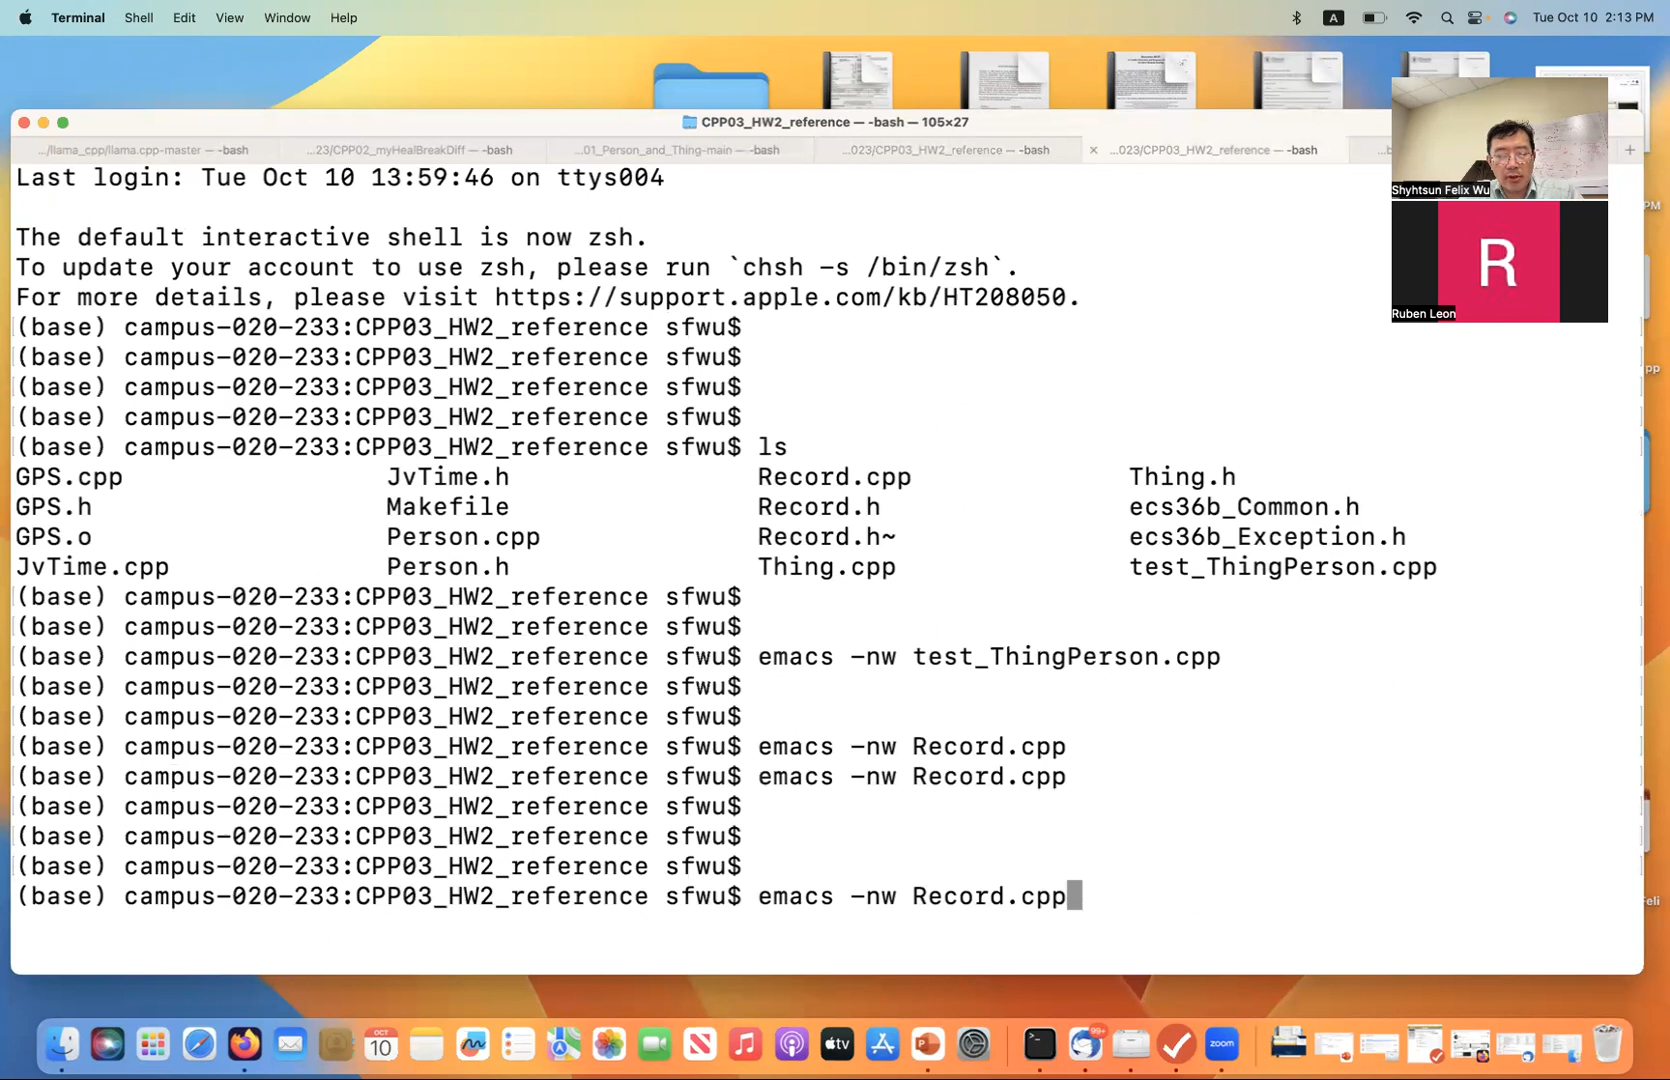 Terminal Shell Edit View Window Help A Tue Oct 10 2:13 PM
CPP03_HW2_reference — -bash — 105×27
.../llama_cpp/llama.cpp-master — -bash ...23/CPP02_myHealBreakDiff — -bash ...01_Person_and_Thing-main — -bash ...023/CPP03_HW2_reference — -bash × ...023/CPP03_HW2_reference — -bash +
Last login: Tue Oct 10 13:59:46 on ttys004
Shyhtsun Felix Wu
The default interactive shell is now zsh.
To update your account to use zsh, please run `chsh -s /bin/zsh`.
For more details, please visit https://support.apple.com/kb/HT208050.
R
Ruben Leon
(base) campus-020-233:CPP03_HW2_reference sfwu$
(base) campus-020-233:CPP03_HW2_reference sfwu$
(base) campus-020-233:CPP03_HW2_reference sfwu$
(base) campus-020-233:CPP03_HW2_reference sfwu$
(base) campus-020-233:CPP03_HW2_reference sfwu$ ls
GPS.cpp JvTime.h Record.cpp Thing.h
GPS.h Makefile Record.h ecs36b_Common.h
GPS.o Person.cpp Record.h~ ecs36b_Exception.h
JvTime.cpp Person.h Thing.cpp test_ThingPerson.cpp
(base) campus-020-233:CPP03_HW2_reference sfwu$
(base) campus-020-233:CPP03_HW2_reference sfwu$
(base) campus-020-233:CPP03_HW2_reference sfwu$ emacs -nw test_ThingPerson.cpp
(base) campus-020-233:CPP03_HW2_reference sfwu$
(base) campus-020-233:CPP03_HW2_reference sfwu$
(base) campus-020-233:CPP03_HW2_reference sfwu$ emacs -nw Record.cpp
(base) campus-020-233:CPP03_HW2_reference sfwu$ emacs -nw Record.cpp
(base) campus-020-233:CPP03_HW2_reference sfwu$
(base) campus-020-233:CPP03_HW2_reference sfwu$
(base) campus-020-233:CPP03_HW2_reference sfwu$
(base) campus-020-233:CPP03_HW2_reference sfwu$ emacs -nw Record.cpp
OCT
10
tv
99+
zoom